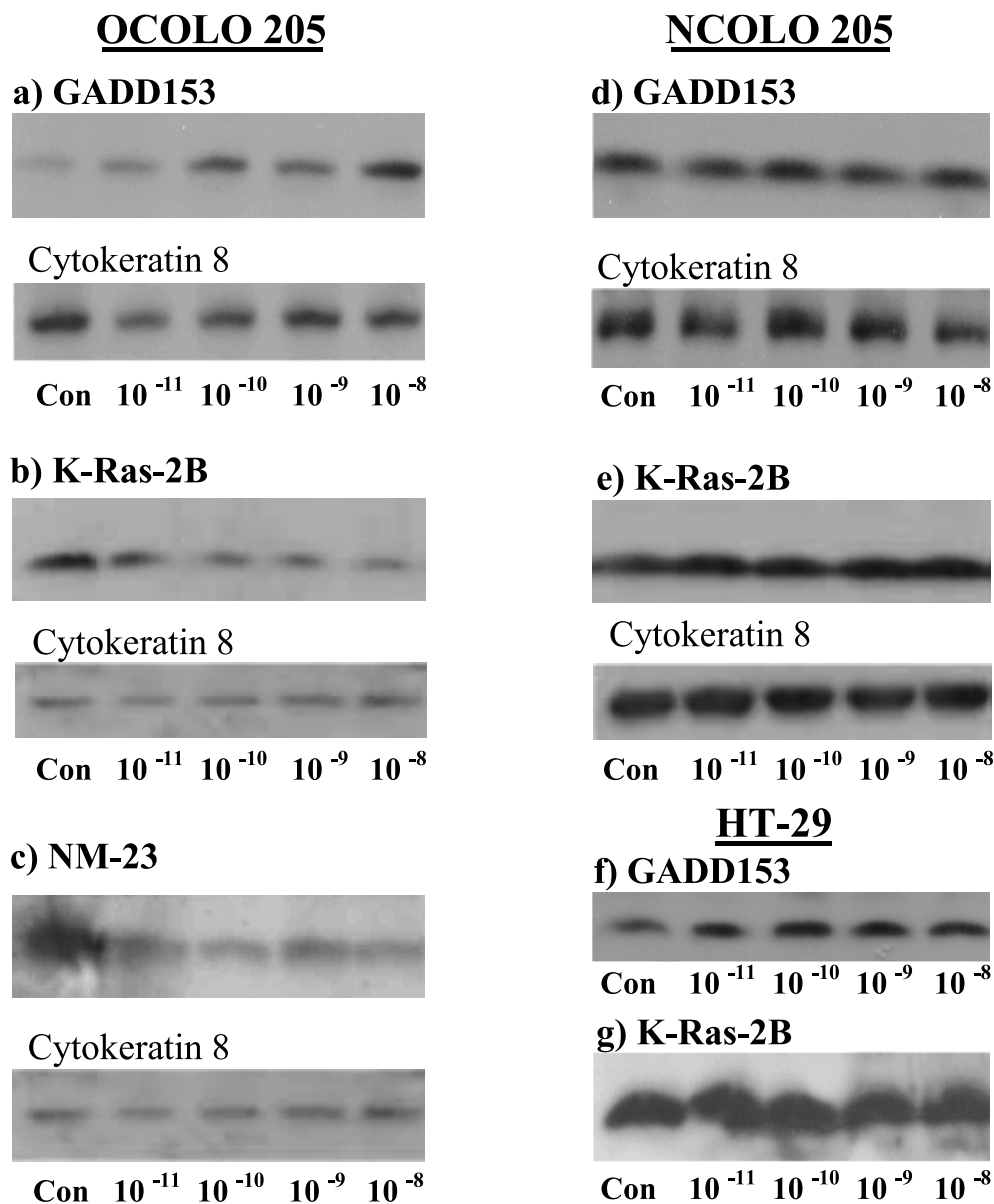 OCOLO 205
a) GADD153
Cytokeratin 8
Con 10⁻¹¹ 10⁻¹⁰ 10⁻⁹ 10⁻⁸
b) K-Ras-2B
Cytokeratin 8
Con 10⁻¹¹ 10⁻¹⁰ 10⁻⁹ 10⁻⁸
c) NM-23
Cytokeratin 8
Con 10⁻¹¹ 10⁻¹⁰ 10⁻⁹ 10⁻⁸
NCOLO 205
d) GADD153
Cytokeratin 8
Con 10⁻¹¹ 10⁻¹⁰ 10⁻⁹ 10⁻⁸
e) K-Ras-2B
Cytokeratin 8
Con 10⁻¹¹ 10⁻¹⁰ 10⁻⁹ 10⁻⁸
HT-29
f) GADD153
Con 10⁻¹¹ 10⁻¹⁰ 10⁻⁹ 10⁻⁸
g) K-Ras-2B
Con 10⁻¹¹ 10⁻¹⁰ 10⁻⁹ 10⁻⁸